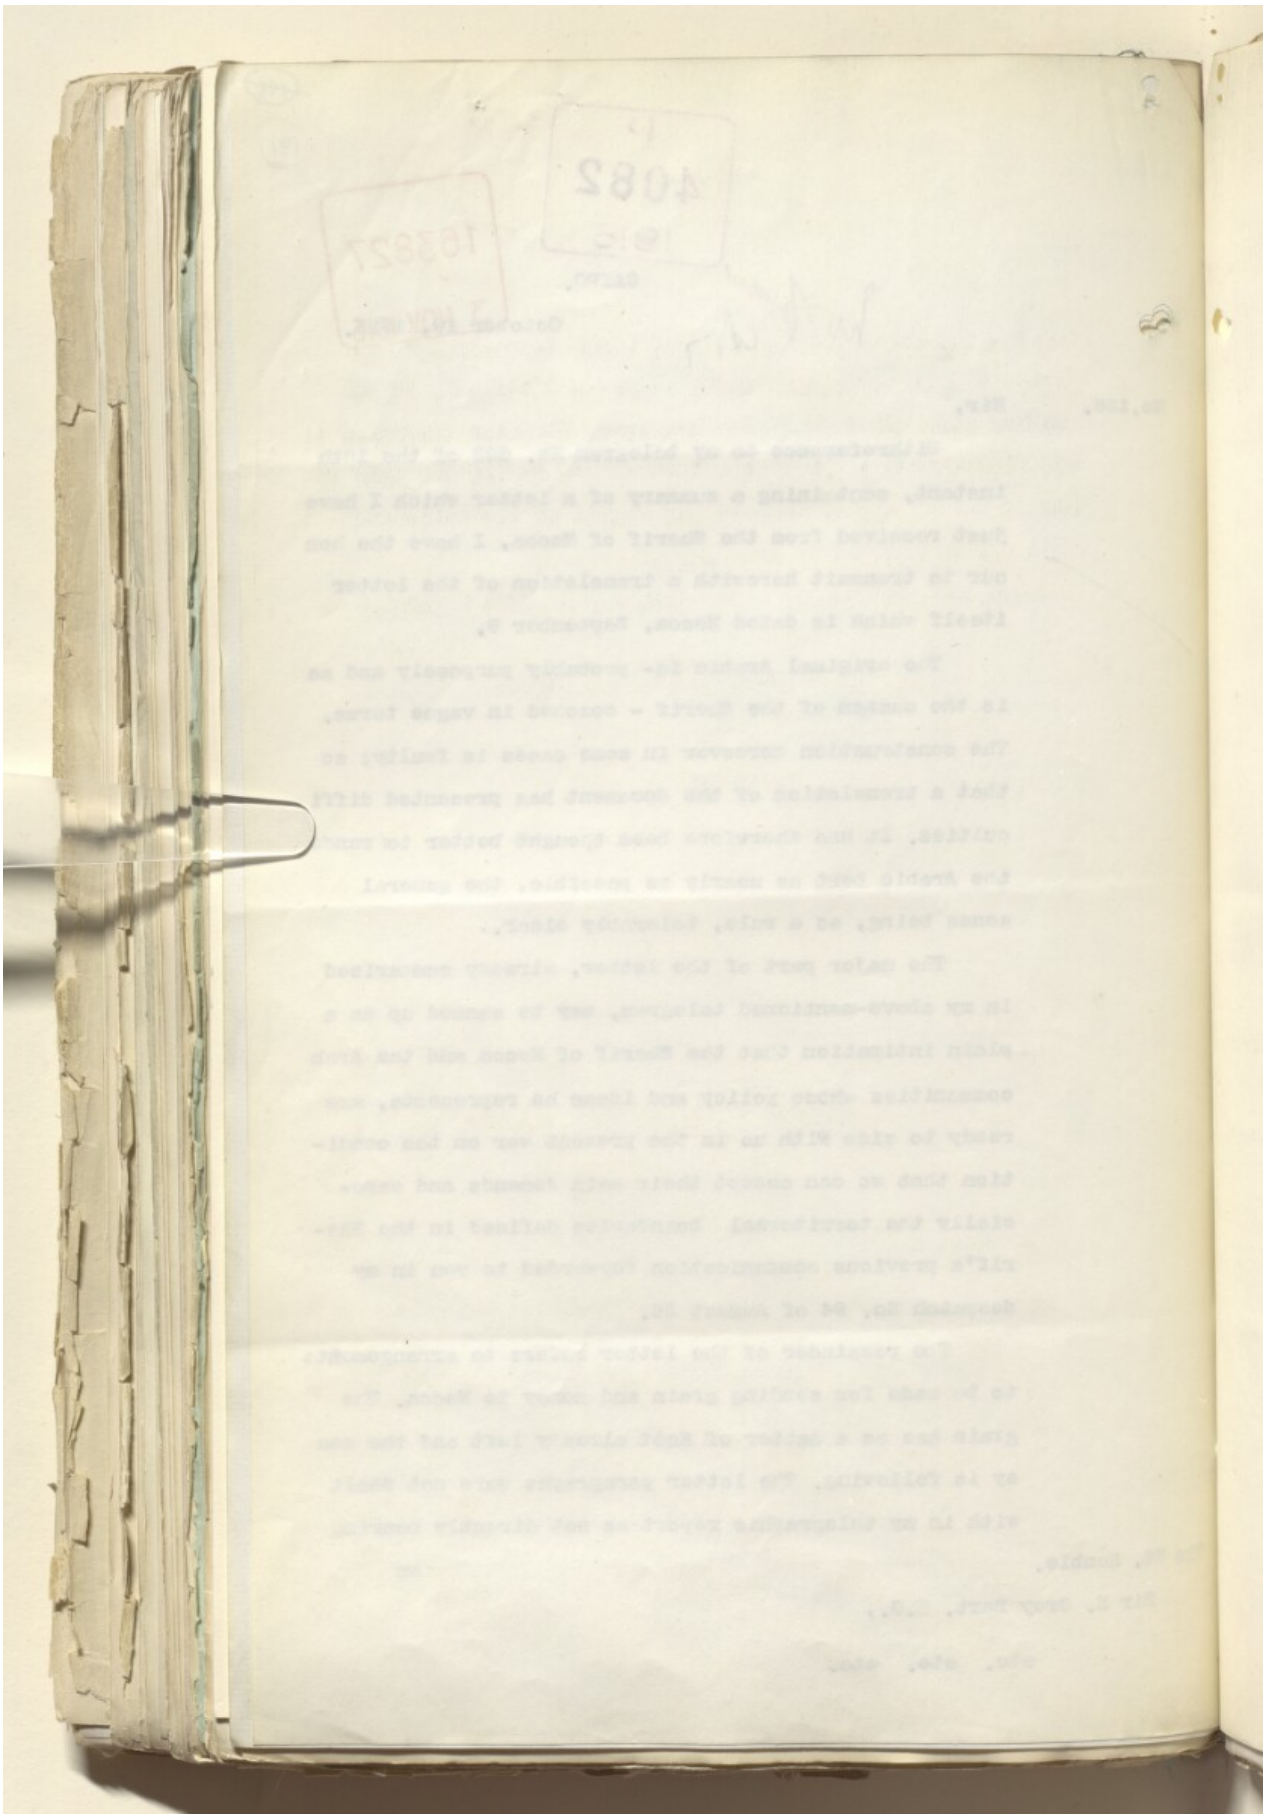 4082
163827
CAIRO.
October 19, 1915.
Sir,
reference to my telegram No. of the
instant, containing a summary of a letter which I have
just received from the Sherif of Mecca, I have the hon
our to transmit herewith a translation of the letter
itself which is dated Mecca, September 9.
The original Arabic is- probably purposely and as
is the custom of the Sherif - couched in vague terms.
The construction moreover in some cases is faulty; so
that a translation of the document has presented diffi
culties. It has therefore been thought better to
the Arabic text as nearly as possible, the general
sense being, as a rule, tolerably clear.
The major part of the letter, already summarised
in my above-mentioned telegram, may be summed up as a
plain intimation that the Sherif of Mecca and the Arab
communities whose policy and ideas he represents, are
ready to side with us in the present war on the condi-
tion that we can accept their main demands and espe-
cially the territorial boundaries defined in the She-
rif's previous communication forwarded to you in my
despatch No. 94 of August 26.
The remainder of the letter refers to arrangements
to be made for sending grain and money to Mecca. The
grain has as a matter of fact already left and the mon
ey is following. The latter paragraphs were not dealt
with in my telegraphic report as not directly bearing
on
The Rt. Honble.
Sir E. Grey Bart. K.G.,
etc. etc. etc.